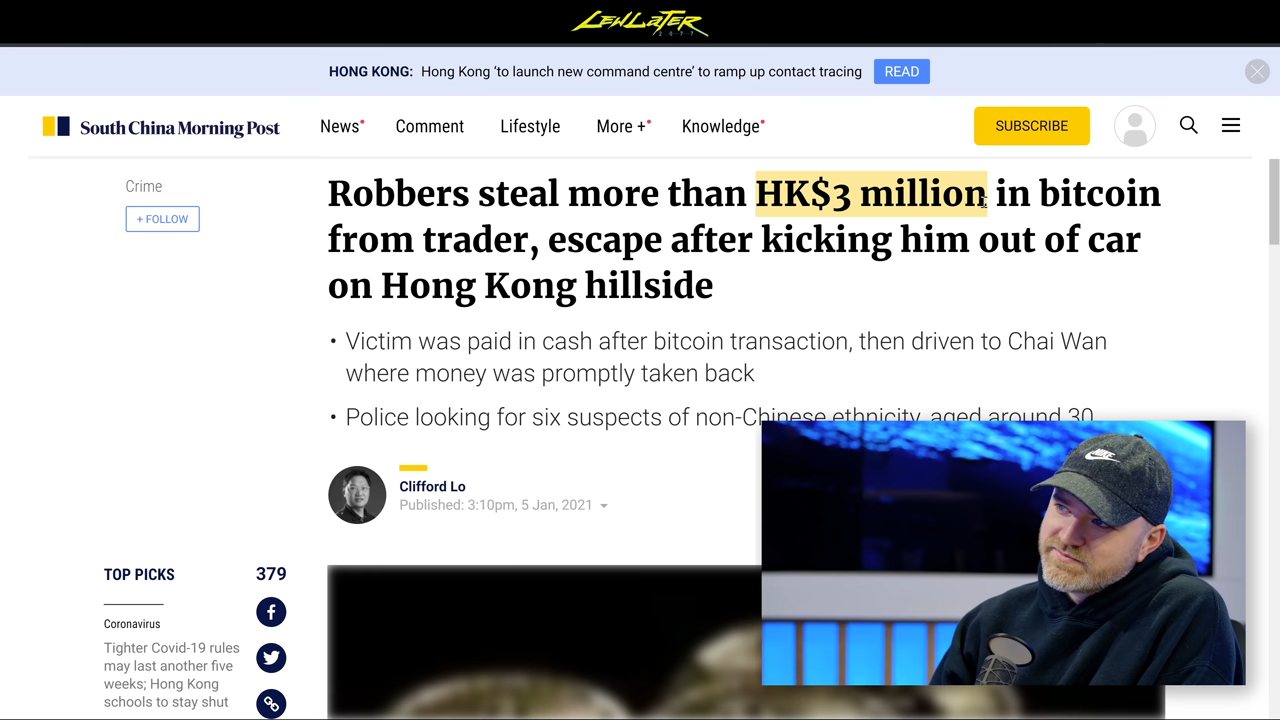 LEWLATER
2077
HONG KONG: Hong Kong ‘to launch new command centre’ to ramp up contact tracing READ
South China Morning Post News Comment Lifestyle More + Knowledge SUBSCRIBE
Crime
+ FOLLOW
Robbers steal more than HK$3 million in bitcoin
from trader, escape after kicking him out of car
on Hong Kong hillside
• Victim was paid in cash after bitcoin transaction, then driven to Chai Wan
where money was promptly taken back
• Police looking for six suspects of non-Chinese ethnicity, aged around 30
Clifford Lo
Published: 3:10pm, 5 Jan, 2021
TOP PICKS 379
Coronavirus
Tighter Covid-19 rules
may last another five
weeks; Hong Kong
schools to stay shut
NIKE